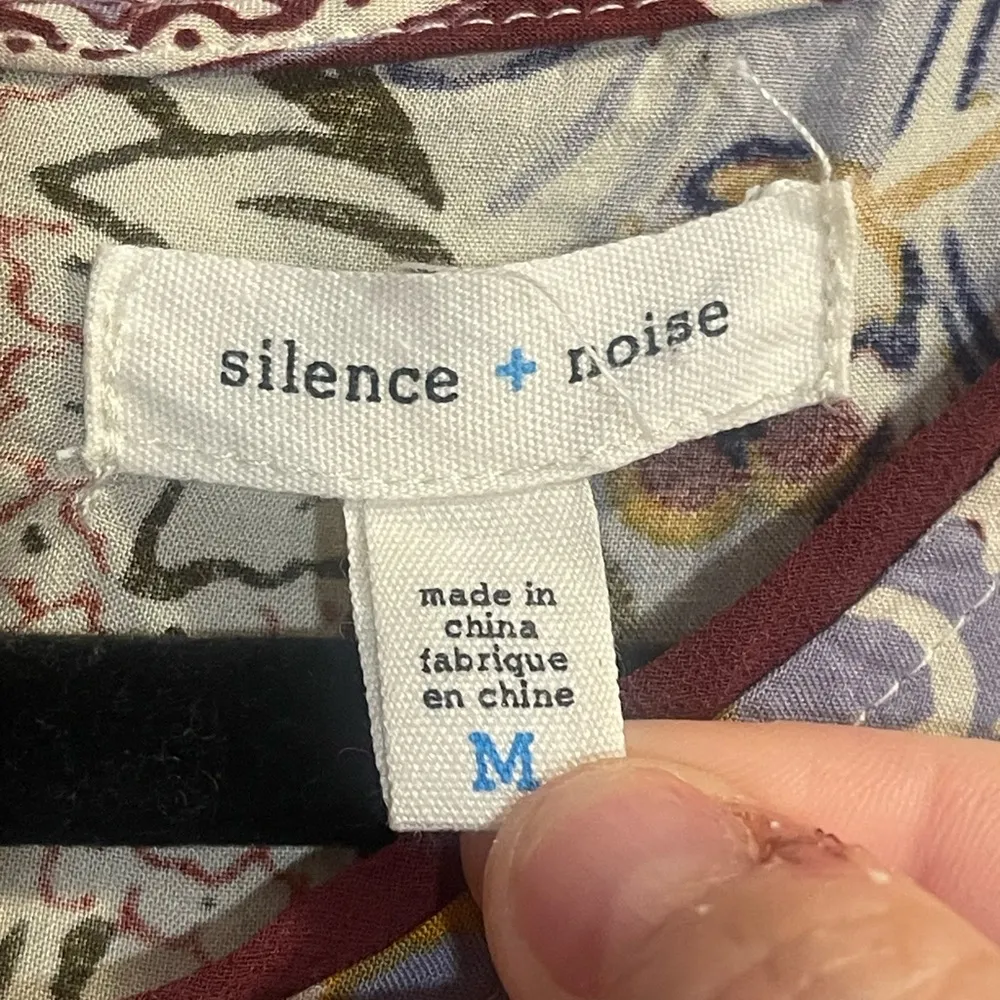 silence + noise
made in
china
fabrique
en chine
M